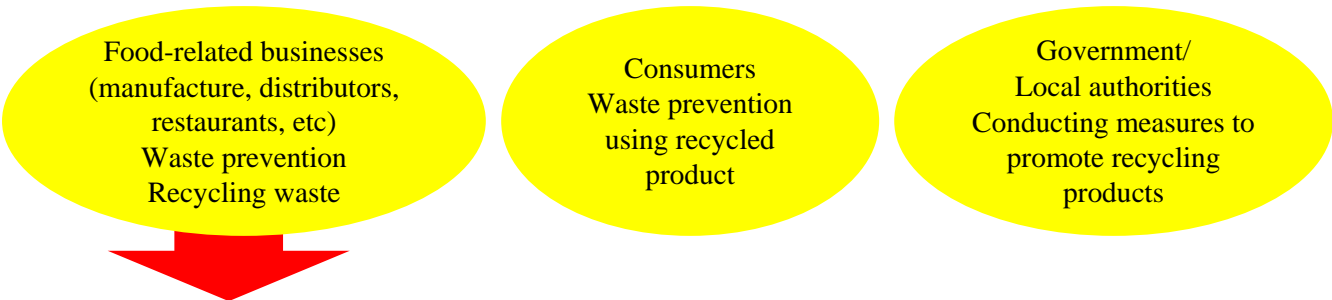 Food-related businesses
(manufacture, distributors,
restaurants, etc)
Waste prevention
Recycling waste
Consumers
Waste prevention
using recycled
product
Government/
Local authorities
Conducting measures to
promote recycling
products